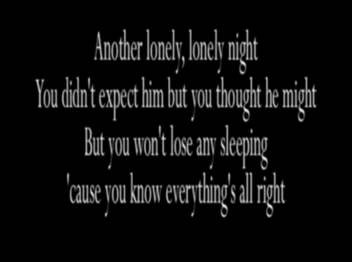 Another lonely, lonely night
You didn't expect him but you thought he might
But you won't lose any sleeping
'cause you know everything's all right